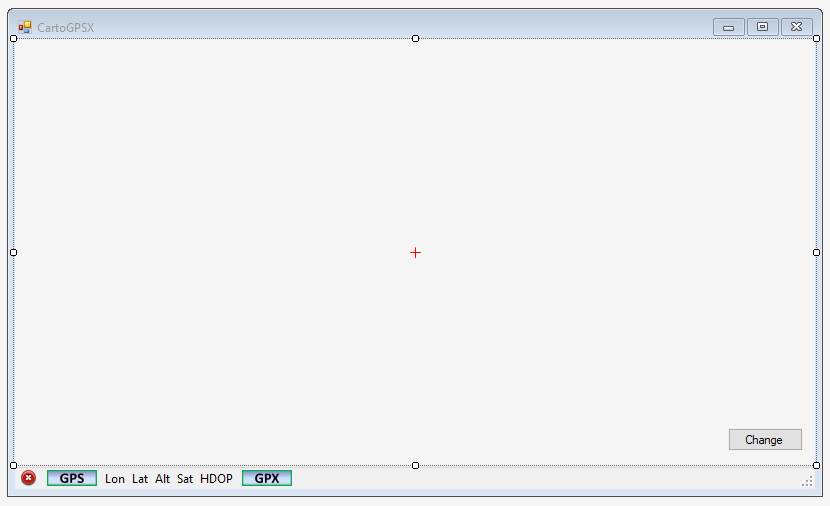 CartoGPSX
Change
GPS Lon Lat Alt Sat HDOP GPX